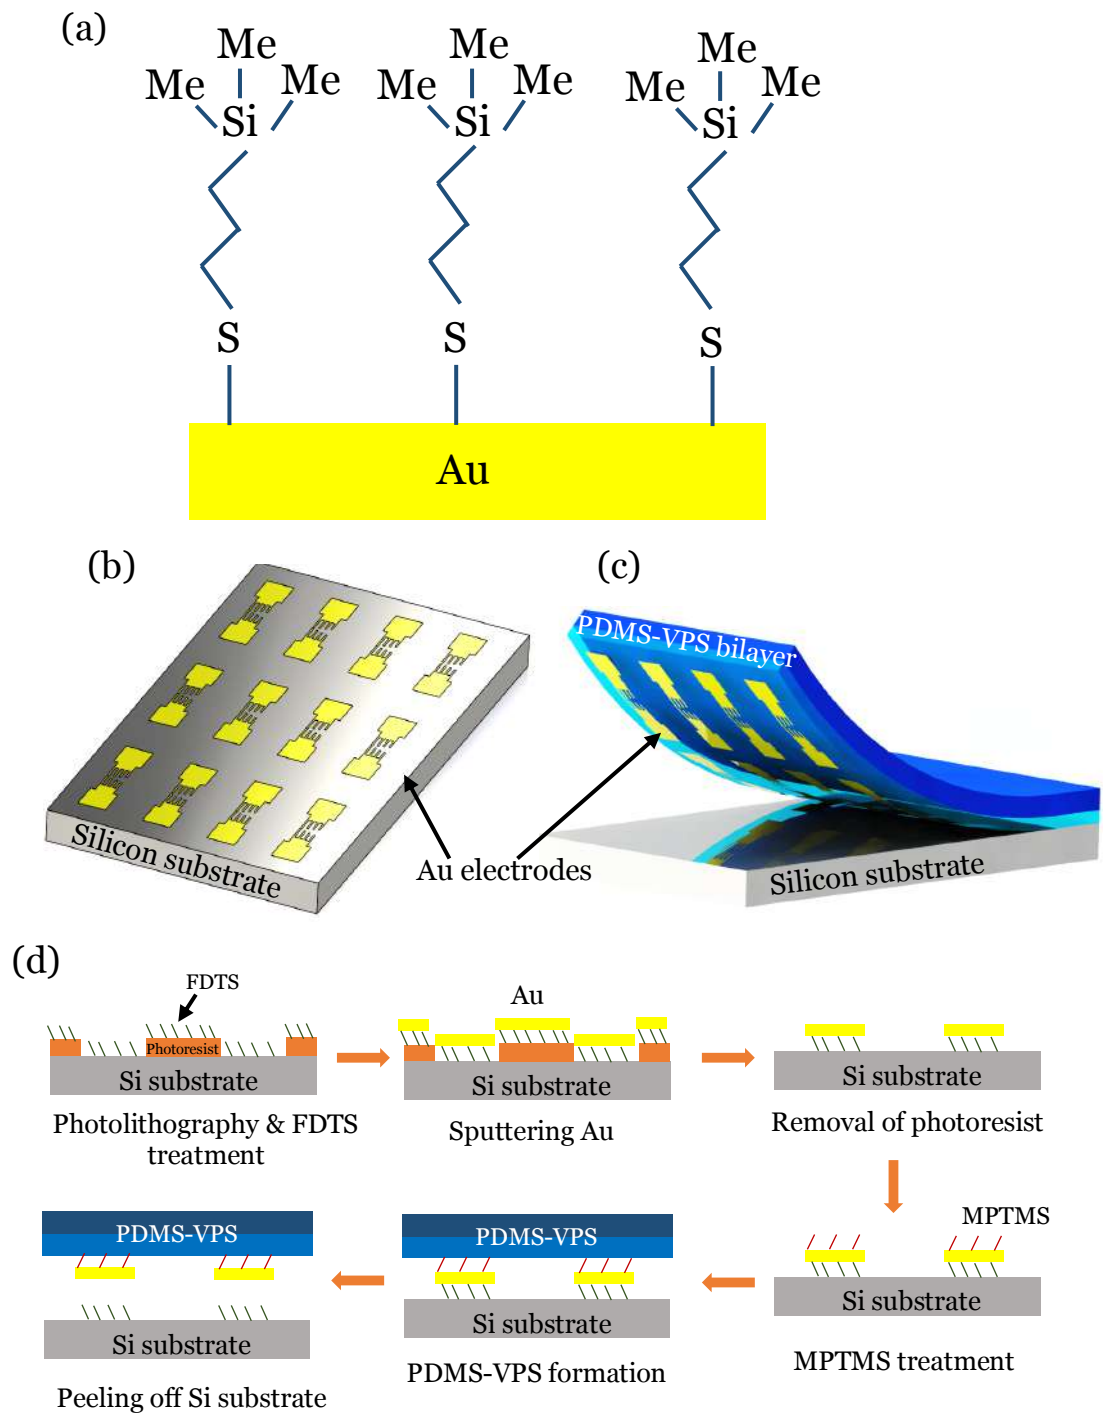 (a)
Me Me Me
Me Me Me
Me Me Me
Si Si Si
S S S
Au
(b)
(c)
PDMS-VPS bilayer
Silicon substrate
Au electrodes
Silicon substrate
(d)
FDTS
Photoresist
Si substrate
Photolithography & FDTS
treatment
Au
Si substrate
Sputtering Au
Si substrate
Removal of photoresist
MPTMS
Si substrate
MPTMS treatment
PDMS-VPS
Si substrate
PDMS-VPS formation
PDMS-VPS
Si substrate
Peeling off Si substrate